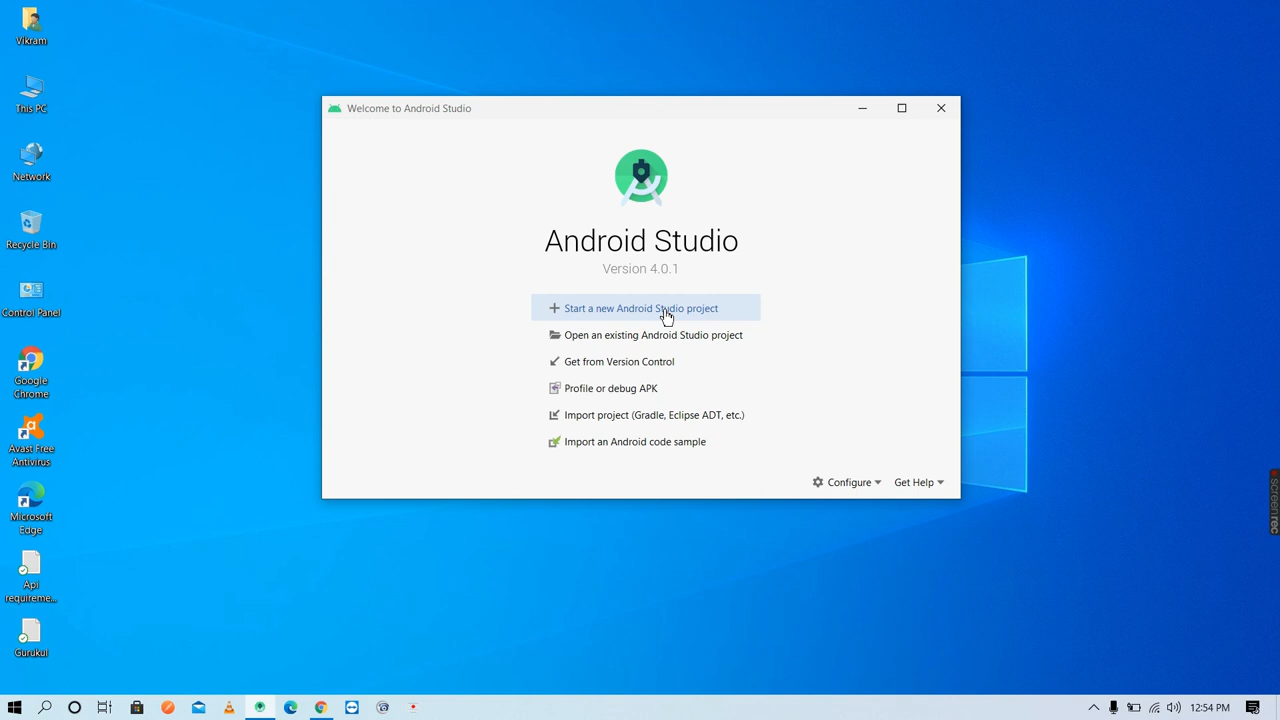 Vikram
This PC
Network
Recycle Bin
Control Panel
Google
Chrome
Avast Free
Antivirus
Microsoft
Edge
Api
requireme...
Gurukul
Welcome to Android Studio
Android Studio
Version 4.0.1
Start a new Android Studio project
Open an existing Android Studio project
Get from Version Control
Profile or debug APK
Import project (Gradle, Eclipse ADT, etc.)
Import an Android code sample
Configure
Get Help
screenrec
12:54 PM